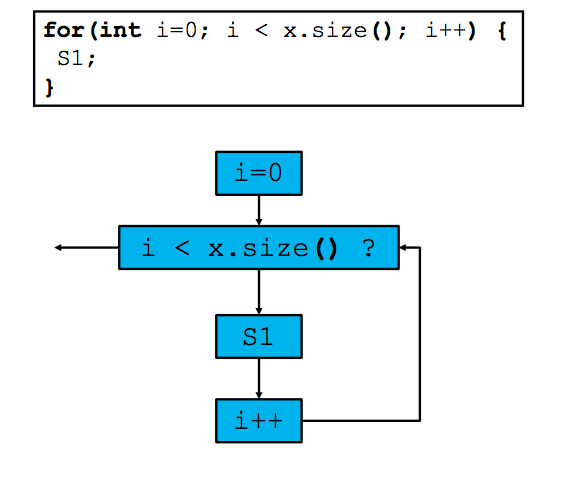 for(int i=0; i < x.size(); i++) {
S1;
}
i=0
i < x.size() ?
S1
i++